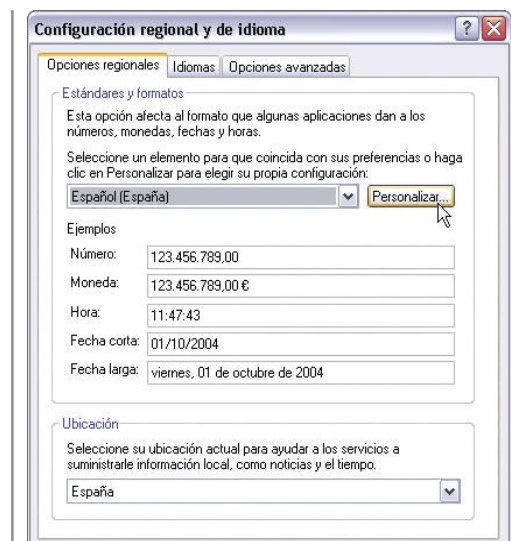 Configuración regional y de idioma
Opciones regionales Idiomas Opciones avanzadas
Estándares y formatos
Esta opción afecta al formato que algunas aplicaciones dan a los
números, monedas, fechas y horas.
Seleccione un elemento para que coincida con sus preferencias o haga
clic en Personalizar para elegir su propia configuración:
Español (España) Personalizar...
Ejemplos
Número: 123.456.789,00
Moneda: 123.456.789,00 €
Hora: 11:47:43
Fecha corta: 01/10/2004
Fecha larga: viernes, 01 de octubre de 2004
Ubicación
Seleccione su ubicación actual para ayudar a los servicios a
suministrarle información local, como noticias y el tiempo.
España